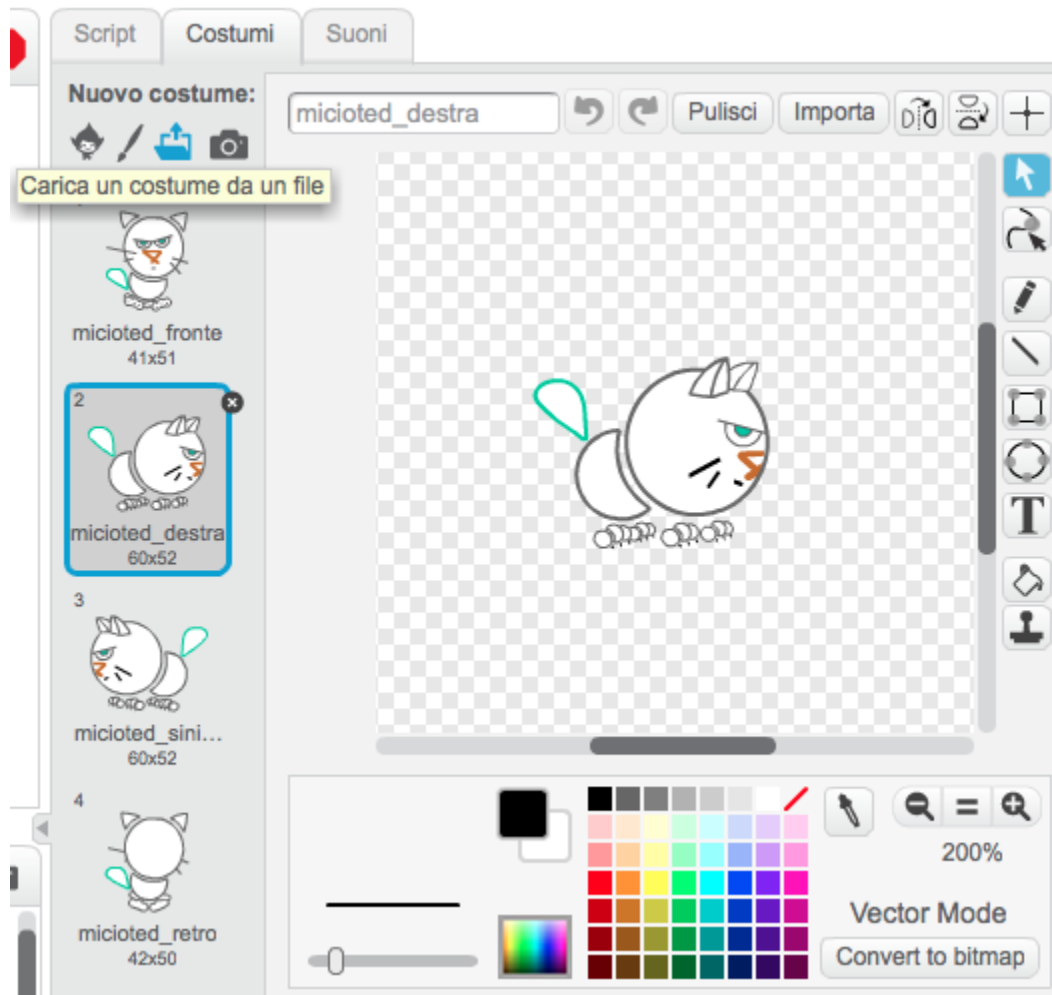 Script Costumi Suoni
Nuovo costume:
micioted_destra Pulisci Importa
Carica un costume da un file
micioted_fronte
41x51
2
micioted_destra
60x52
3
micioted_sini...
60x52
4
micioted_retro
42x50
T
200%
Vector Mode
Convert to bitmap